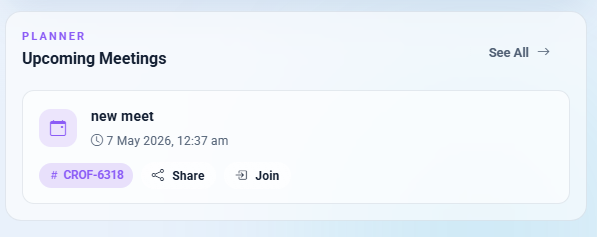 PLANNER
Upcoming Meetings
See All
new meet
7 May 2026, 12:37 am
# CROF-6318
Share
Join